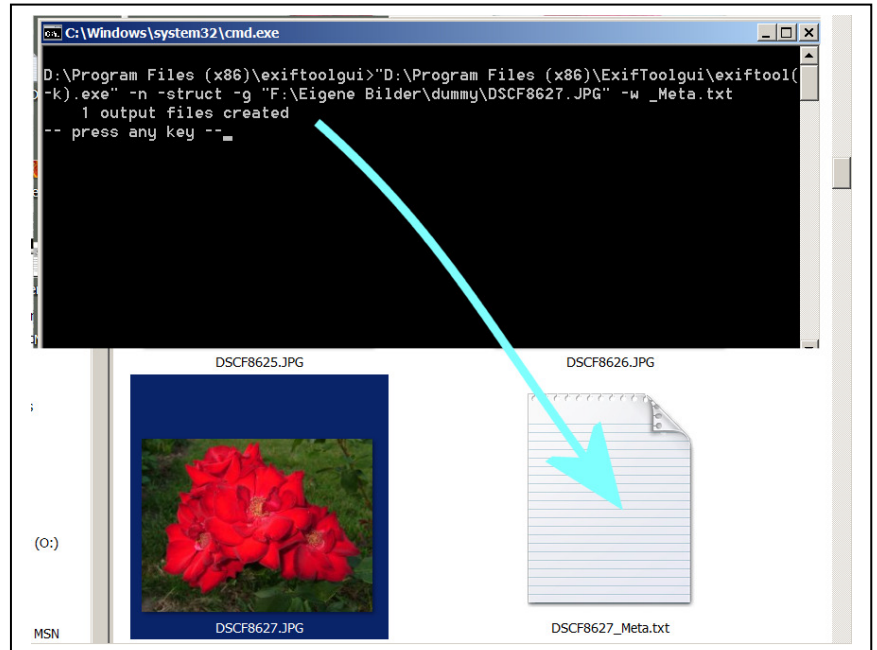 C:\Windows\system32\cmd.exe
D:\Program Files (x86)\exiftoolgui>"D:\Program Files (x86)\ExifToolgui\exiftool(
-k).exe" -n -struct -g "F:\Eigene Bilder\dummy\DSCF8627.JPG" -w _Meta.txt
1 output files created
-- press any key --_
DSCF8625.JPG
DSCF8626.JPG
(O:)
DSCF8627.JPG
DSCF8627_Meta.txt
MSN